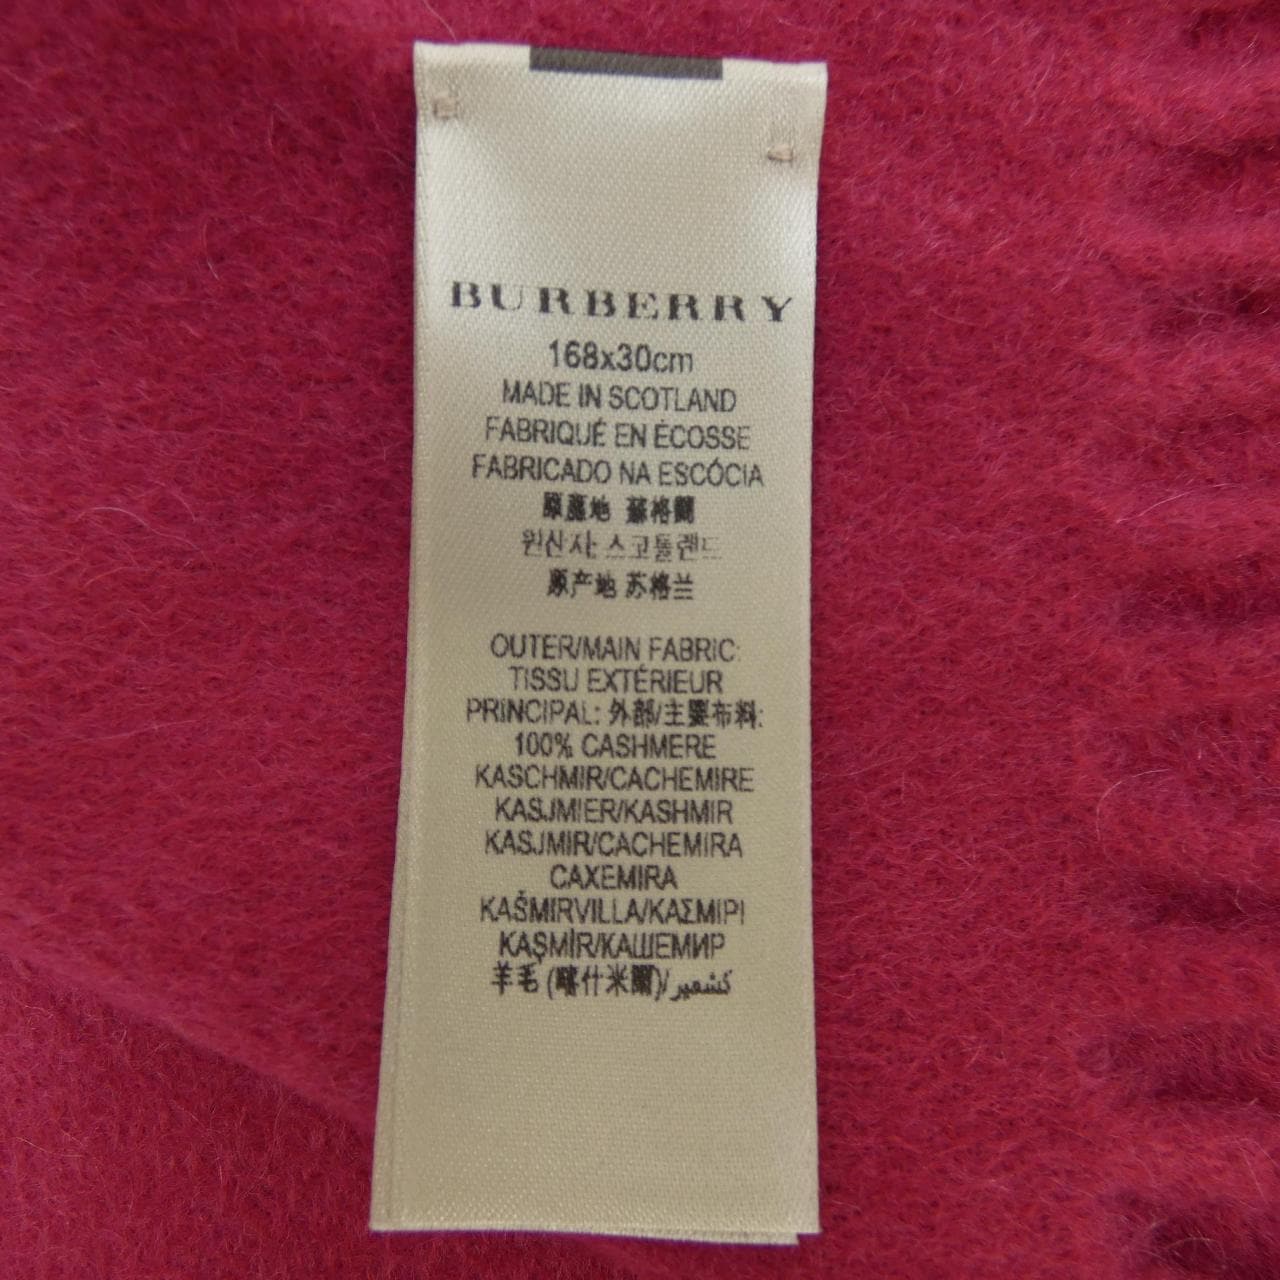 BURBERRY
168x30cm
MADE IN SCOTLAND
FABRIQUÉ EN ÉCOSSE
FABRICADO NA ESCÓCIA
原產地 蘇格蘭
원산지: 스코틀랜드
原产地 苏格兰
OUTER/MAIN FABRIC:
TISSU EXTÉRIEUR
PRINCIPAL: 外部/主要布料:
100% CASHMERE
KASCHMIR/CACHEMIRE
KASJMIER/KASHMIR
KASJMIR/CACHEMIRA
CAXEMIRA
KAŠMIRVILLA/ΚΑΣΜΙΡΙ
KAŞMİR/КАШЕМИР
羊毛 (喀什米爾)/كشمير